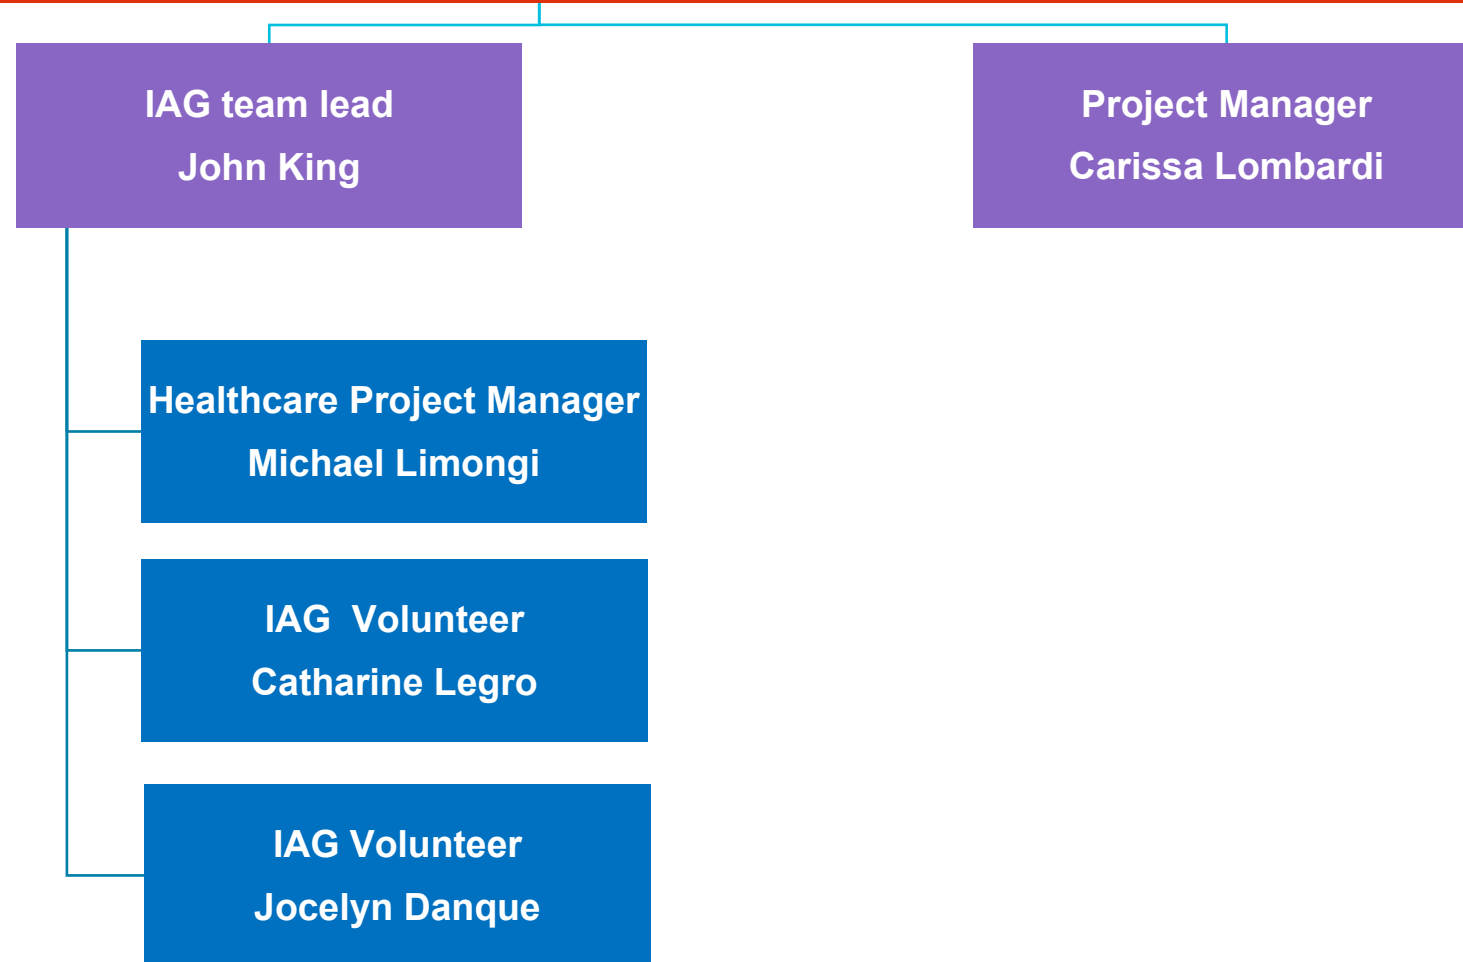 IAG team lead
John King
Project Manager
Carissa Lombardi
Healthcare Project Manager
Michael Limongi
IAG  Volunteer
Catharine Legro
IAG Volunteer
Jocelyn Danque